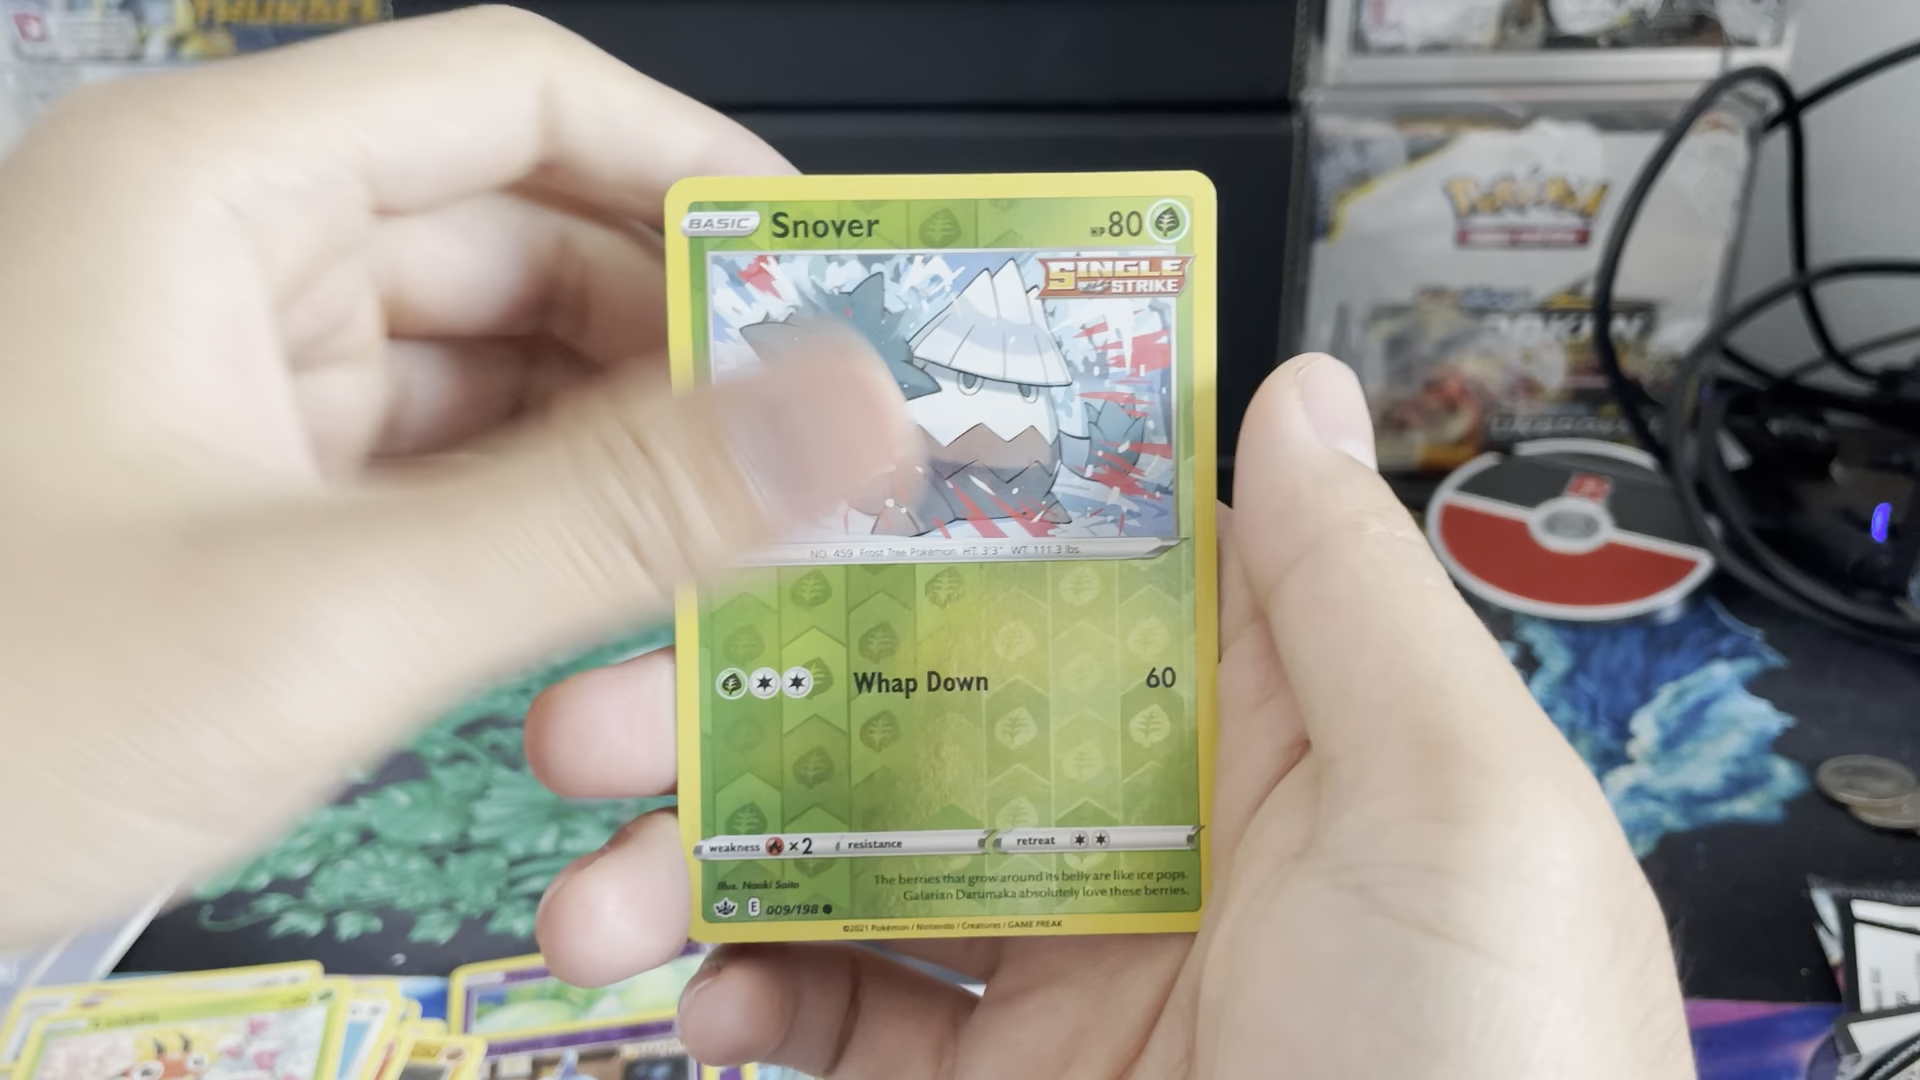 BASIC Snover HP 80
SINGLE
STRIKE
NO. 459 Frost Tree Pokémon HT. 3'3" WT. 111.3 lbs.
Whap Down 60
weakness ×2 resistance retreat
Illus. Naoki Saito
The berries that grow around its belly are like ice pops.
Galarian Darumaka absolutely love these berries.
E 009/198
©2021 Pokémon / Nintendo / Creatures / GAME FREAK
Pokémon